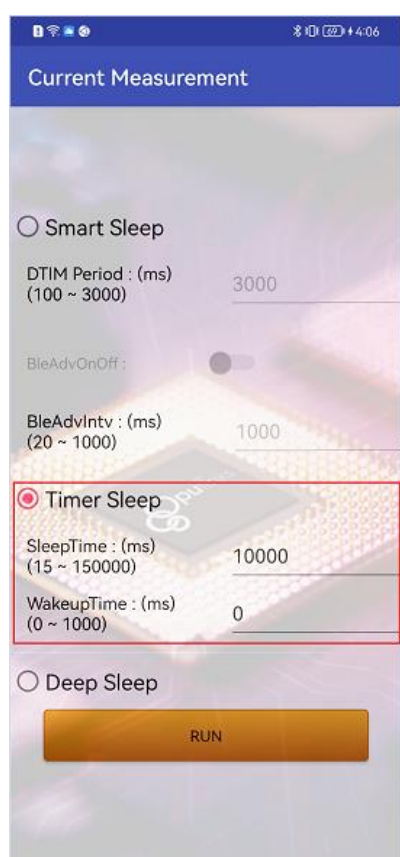 69 4:06
Current Measurement
Smart Sleep
DTIM Period : (ms)
(100 ~ 3000)
3000
BleAdvOnOff :
BleAdvIntv : (ms)
(20 ~ 1000)
1000
Timer Sleep
SleepTime : (ms)
(15 ~ 150000)
10000
WakeupTime : (ms)
(0 ~ 1000)
0
Deep Sleep
RUN